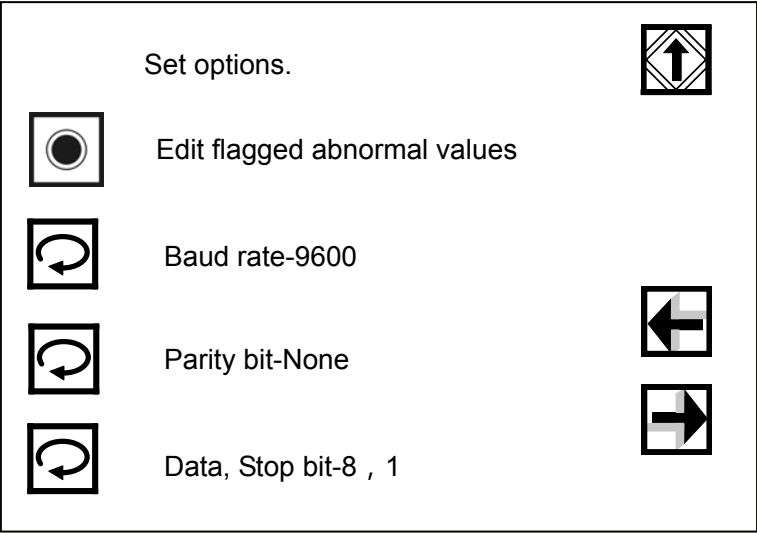 Set options.
Edit flagged abnormal values
Baud rate-9600
Parity bit-None
Data, Stop bit-8，1